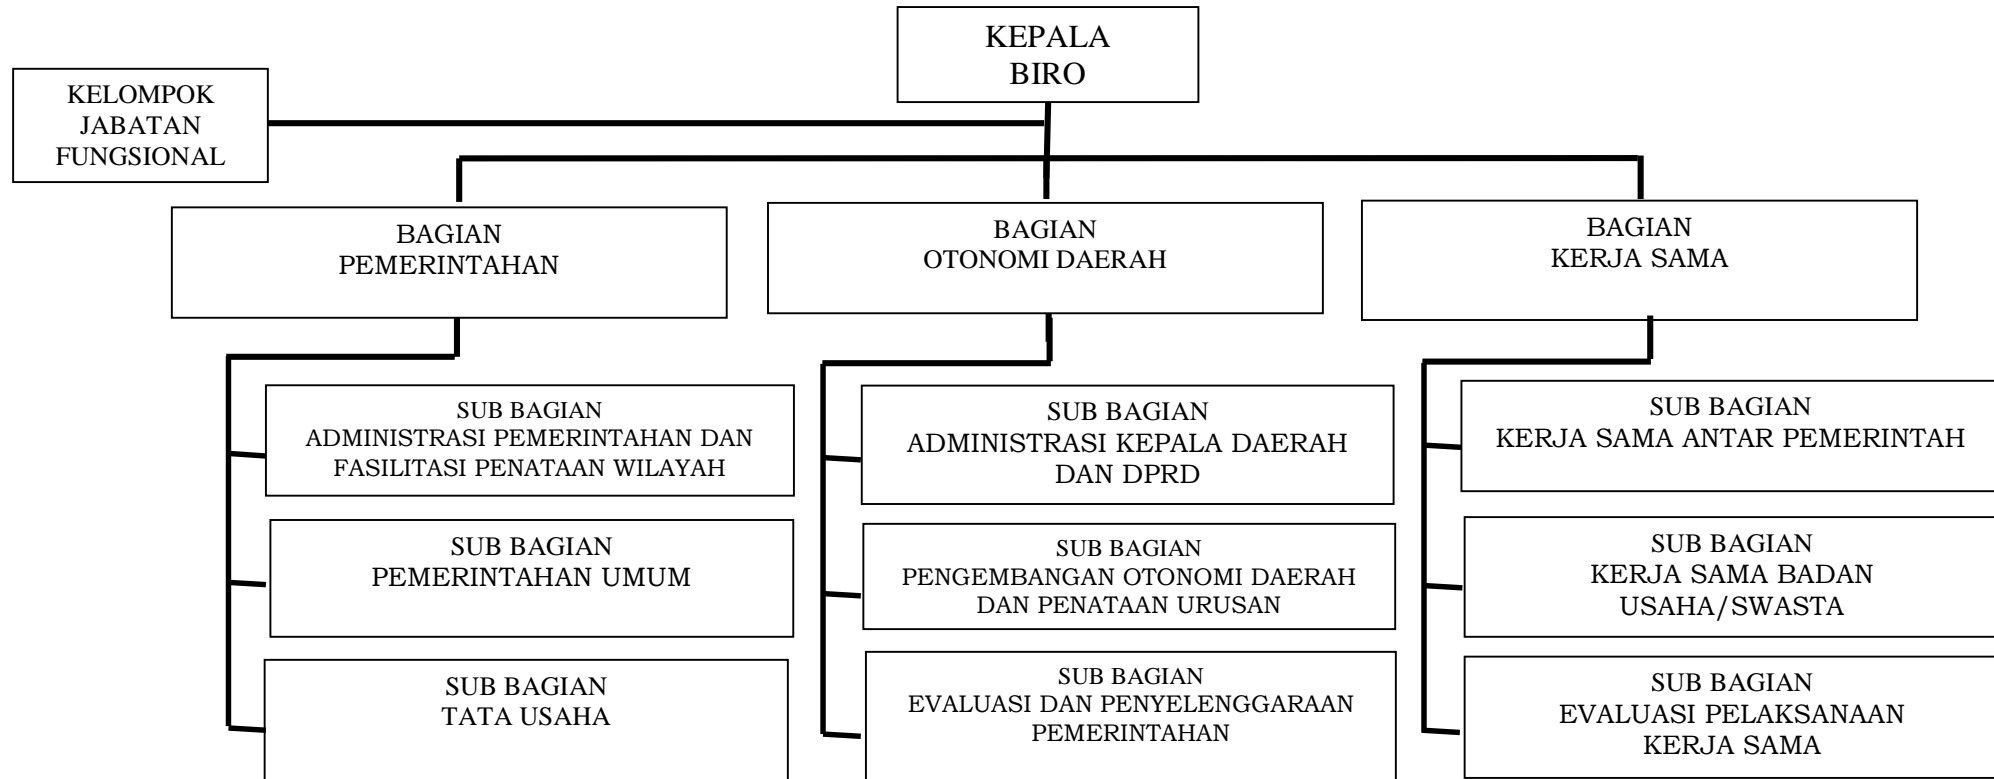 KEPALA
BIRO
KELOMPOK
JABATAN
FUNGSIONAL
BAGIAN
PEMERINTAHAN
BAGIAN
OTONOMI DAERAH
BAGIAN
KERJA SAMA
SUB BAGIAN
ADMINISTRASI PEMERINTAHAN DAN
FASILITASI PENATAAN WILAYAH
SUB BAGIAN
PEMERINTAHAN UMUM
SUB BAGIAN
TATA USAHA
SUB BAGIAN
ADMINISTRASI KEPALA DAERAH
DAN DPRD
SUB BAGIAN
PENGEMBANGAN OTONOMI DAERAH
DAN PENATAAN URUSAN
SUB BAGIAN
EVALUASI DAN PENYELENGGARAAN
PEMERINTAHAN
SUB BAGIAN
KERJA SAMA ANTAR PEMERINTAH
SUB BAGIAN
KERJA SAMA BADAN
USAHA/SWASTA
SUB BAGIAN
EVALUASI PELAKSANAAN
KERJA SAMA